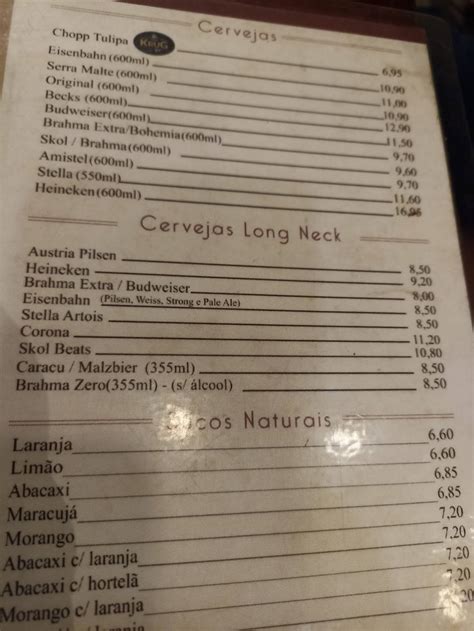 Cervejas
Chopp Tulipa KRUG 6,95
Eisenbahn (600ml) 10,90
Serra Malte (600ml) 11,00
Original (600ml) 10,90
Becks (600ml) 12,90
Budweiser (600ml) 11,50
Brahma Extra/Bohemia (600ml) 9,70
Skol / Brahma(600ml) 9,60
Amistel(600ml) 9,70
Stella (550ml) 11,60
Heineken(600ml) 16,95
Cervejas Long Neck
Austria Pilsen 8,50
Heineken 9,20
Brahma Extra / Budweiser 8,00
Eisenbahn (Pilsen, Weiss, Strong e Pale Ale) 8,50
Stella Artois 8,50
Corona 11,20
Skol Beats 10,80
Caracu / Malzbier (355ml) 8,50
Brahma Zero(355ml) - (s/ álcool) 8,50
Sucos Naturais
Laranja 6,60
Limão 6,60
Abacaxi 6,85
Maracujá 6,85
Morango 7,20
Abacaxi c/ laranja 7,20
Abacaxi c/ hortelã 7,20
Morango c/ laranja 7,20